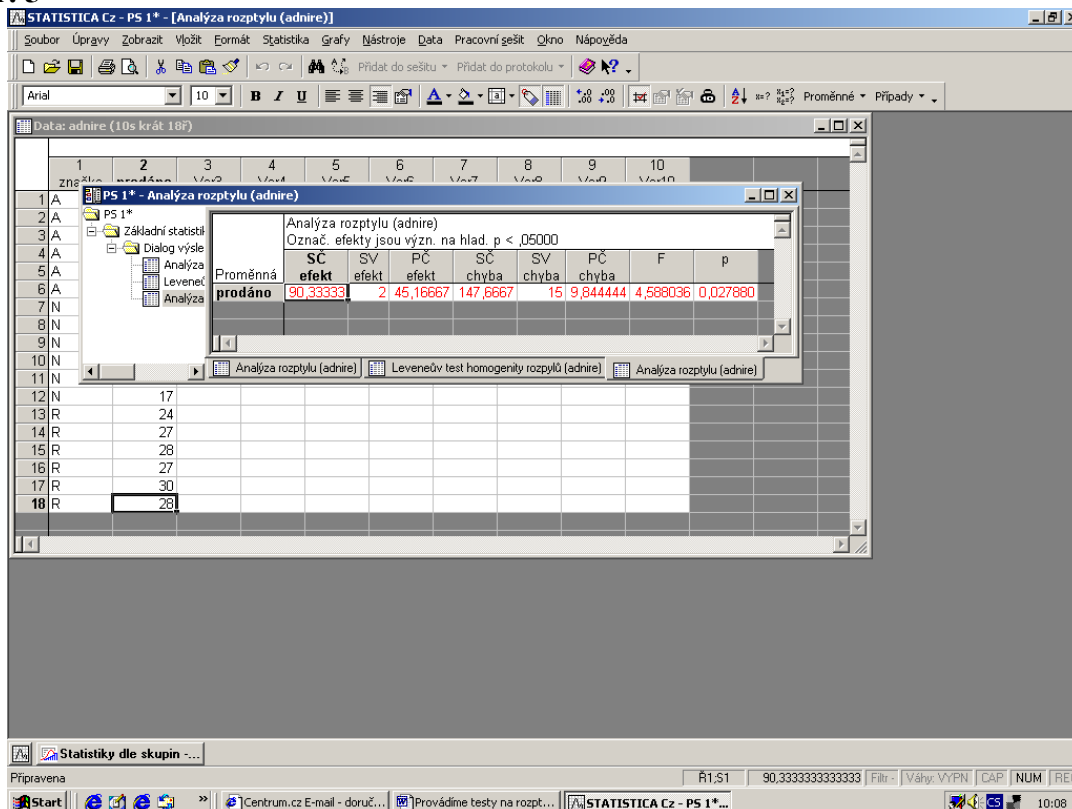 STATISTICA Cz - PS 1* - [Analýza rozptylu (adnire)]
Soubor Úpravy Zobrazit Vložit Formát Statistika Grafy Nástroje Data Pracovní sešit Okno Nápověda
Přidat do sešitu Přidat do protokolu
Arial 10 B I U Proměnné Případy
Data: adnire (10s krát 18ř)
1 2 3 4 5 6 7 8 9 10
PS 1* - Analýza rozptylu (adnire)
PS 1*
Základní statistik
Dialog výsle
Analýza
Leveneč
Analýza
Analýza rozptylu (adnire)
Označ. efekty jsou význ. na hlad. p < ,05000
Proměnná SČ efekt SV efekt PČ efekt SČ chyba SV chyba PČ chyba F p
prodáno 90,33333 2 45,16667 147,6667 15 9,844444 4,588036 0,027880
Analýza rozptylu (adnire) Leveneův test homogenity rozpylů (adnire) Analýza rozptylu (adnire)
1 A
2 A
3 A
4 A
5 A
6 A
7 N
8 N
9 N
10 N
11 N
12 N 17
13 R 24
14 R 27
15 R 28
16 R 27
17 R 30
18 R 28
Statistiky dle skupin -...
Připravena Ř1;S1 90,3333333333333 Filtr - Váhy: VYPN CAP NUM RE
Start » Centrum.cz E-mail - doruč... Provádíme testy na rozpt... STATISTICA Cz - PS 1*... CS 10:08